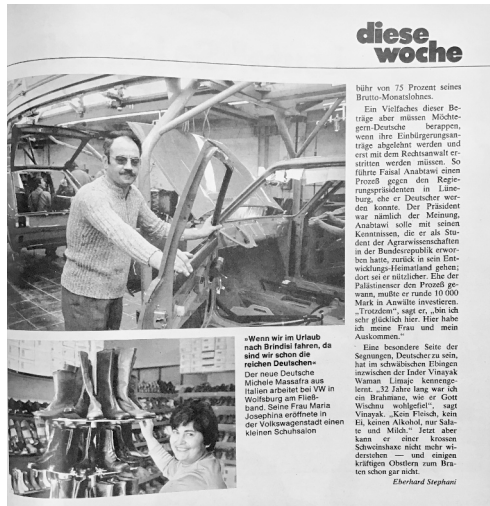 diese
woche
bühr von 75 Prozent seines
Brutto-Monatslohnes.
Ein Vielfaches dieser Be-
träge aber müssen Möchte-
gern-Deutsche berappen,
wenn ihre Einbürgerungsan-
träge abgelehnt werden und
erst mit dem Rechtsanwalt er-
stritten werden müssen. So
führte Faisal Anabtawi einen
Prozeß gegen den Regie-
rungspräsidenten in Lüne-
burg, ehe er Deutscher wer-
den konnte. Der Präsident
war nämlich der Meinung,
Anabtawi solle mit seinen
Kenntnissen, die er als Stu-
dent der Agrarwissenschaften
in der Bundesrepublik erwor-
ben hatte, zurück in sein Ent-
wicklungs-Heimatland gehen;
dort sei er nützlicher. Ehe der
Palästinenser den Prozeß ge-
wann, mußte er runde 10 000
Mark in Anwälte investieren.
„Trotzdem“, sagt er, „bin ich
sehr glücklich hier. Hier habe
ich meine Frau und mein
Auskommen.“
Eine besondere Seite der
Segnungen, Deutscher zu sein,
hat im schwäbischen Ebingen
inzwischen der Inder Vinayak
Waman Limaje kennenge-
lernt. „32 Jahre lang war ich
ein Brahmane, wie er Gott
Wischnu wohlgefiel“, sagt
Vinayak. „Kein Fleisch, kein
Ei, keinen Alkohol, nur Sala-
te und Milch.“ Jetzt aber
kann er einer krossen
Schweinshaxe nicht mehr wi-
derstehen — und einigen
kräftigen Obstlern zum Bra-
ten schon gar nicht.
Eberhard Stephani
»Wenn wir im Urlaub
nach Brindisi fahren, da
sind wir schon die
reichen Deutschen«
Der neue Deutsche
Michele Massafra aus
Italien arbeitet bei VW in
Wolfsburg am Fließ-
band. Seine Frau Maria
Josephina eröffnete in
der Volkswagenstadt einen
kleinen Schuhsalon